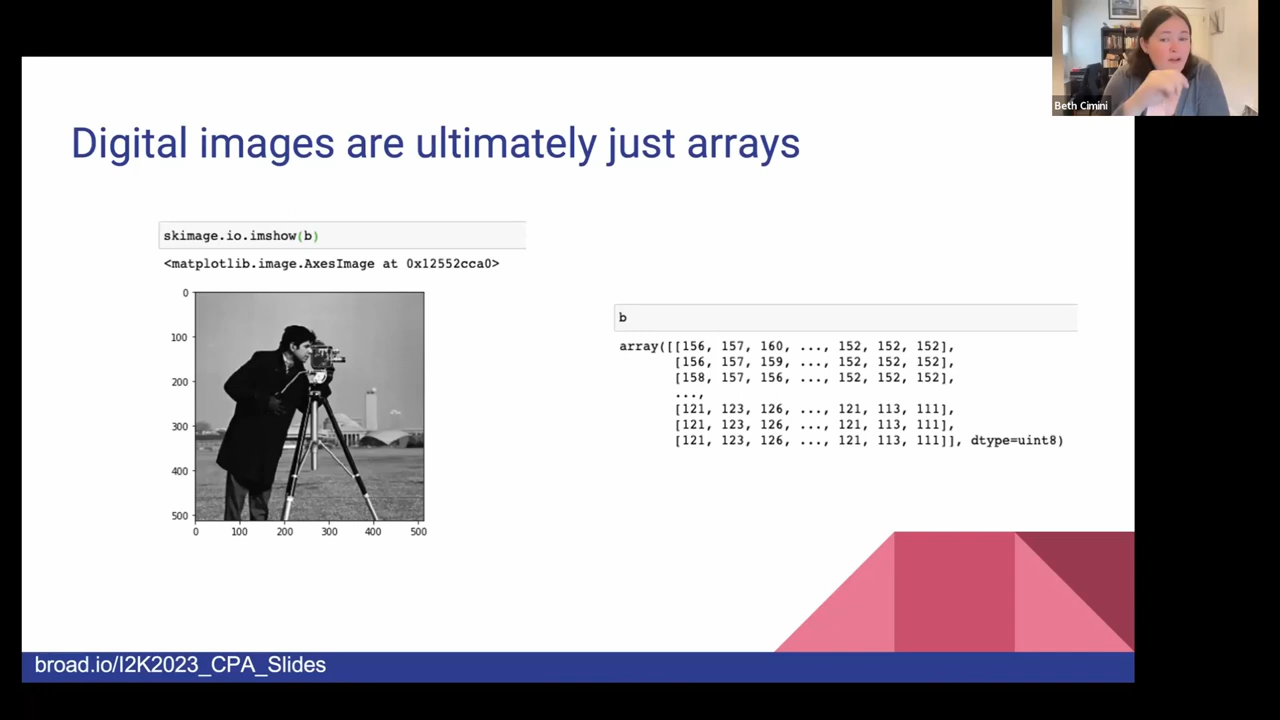 Beth Cimini
Digital images are ultimately just arrays
skimage.io.imshow(b)
<matplotlib.image.AxesImage at 0x12552cca0>
0
100
200
300
400
500
0 100 200 300 400 500
b
array([[156, 157, 160, ..., 152, 152, 152],
[156, 157, 159, ..., 152, 152, 152],
[158, 157, 156, ..., 152, 152, 152],
...,
[121, 123, 126, ..., 121, 113, 111],
[121, 123, 126, ..., 121, 113, 111],
[121, 123, 126, ..., 121, 113, 111]], dtype=uint8)
broad.io/I2K2023_CPA_Slides